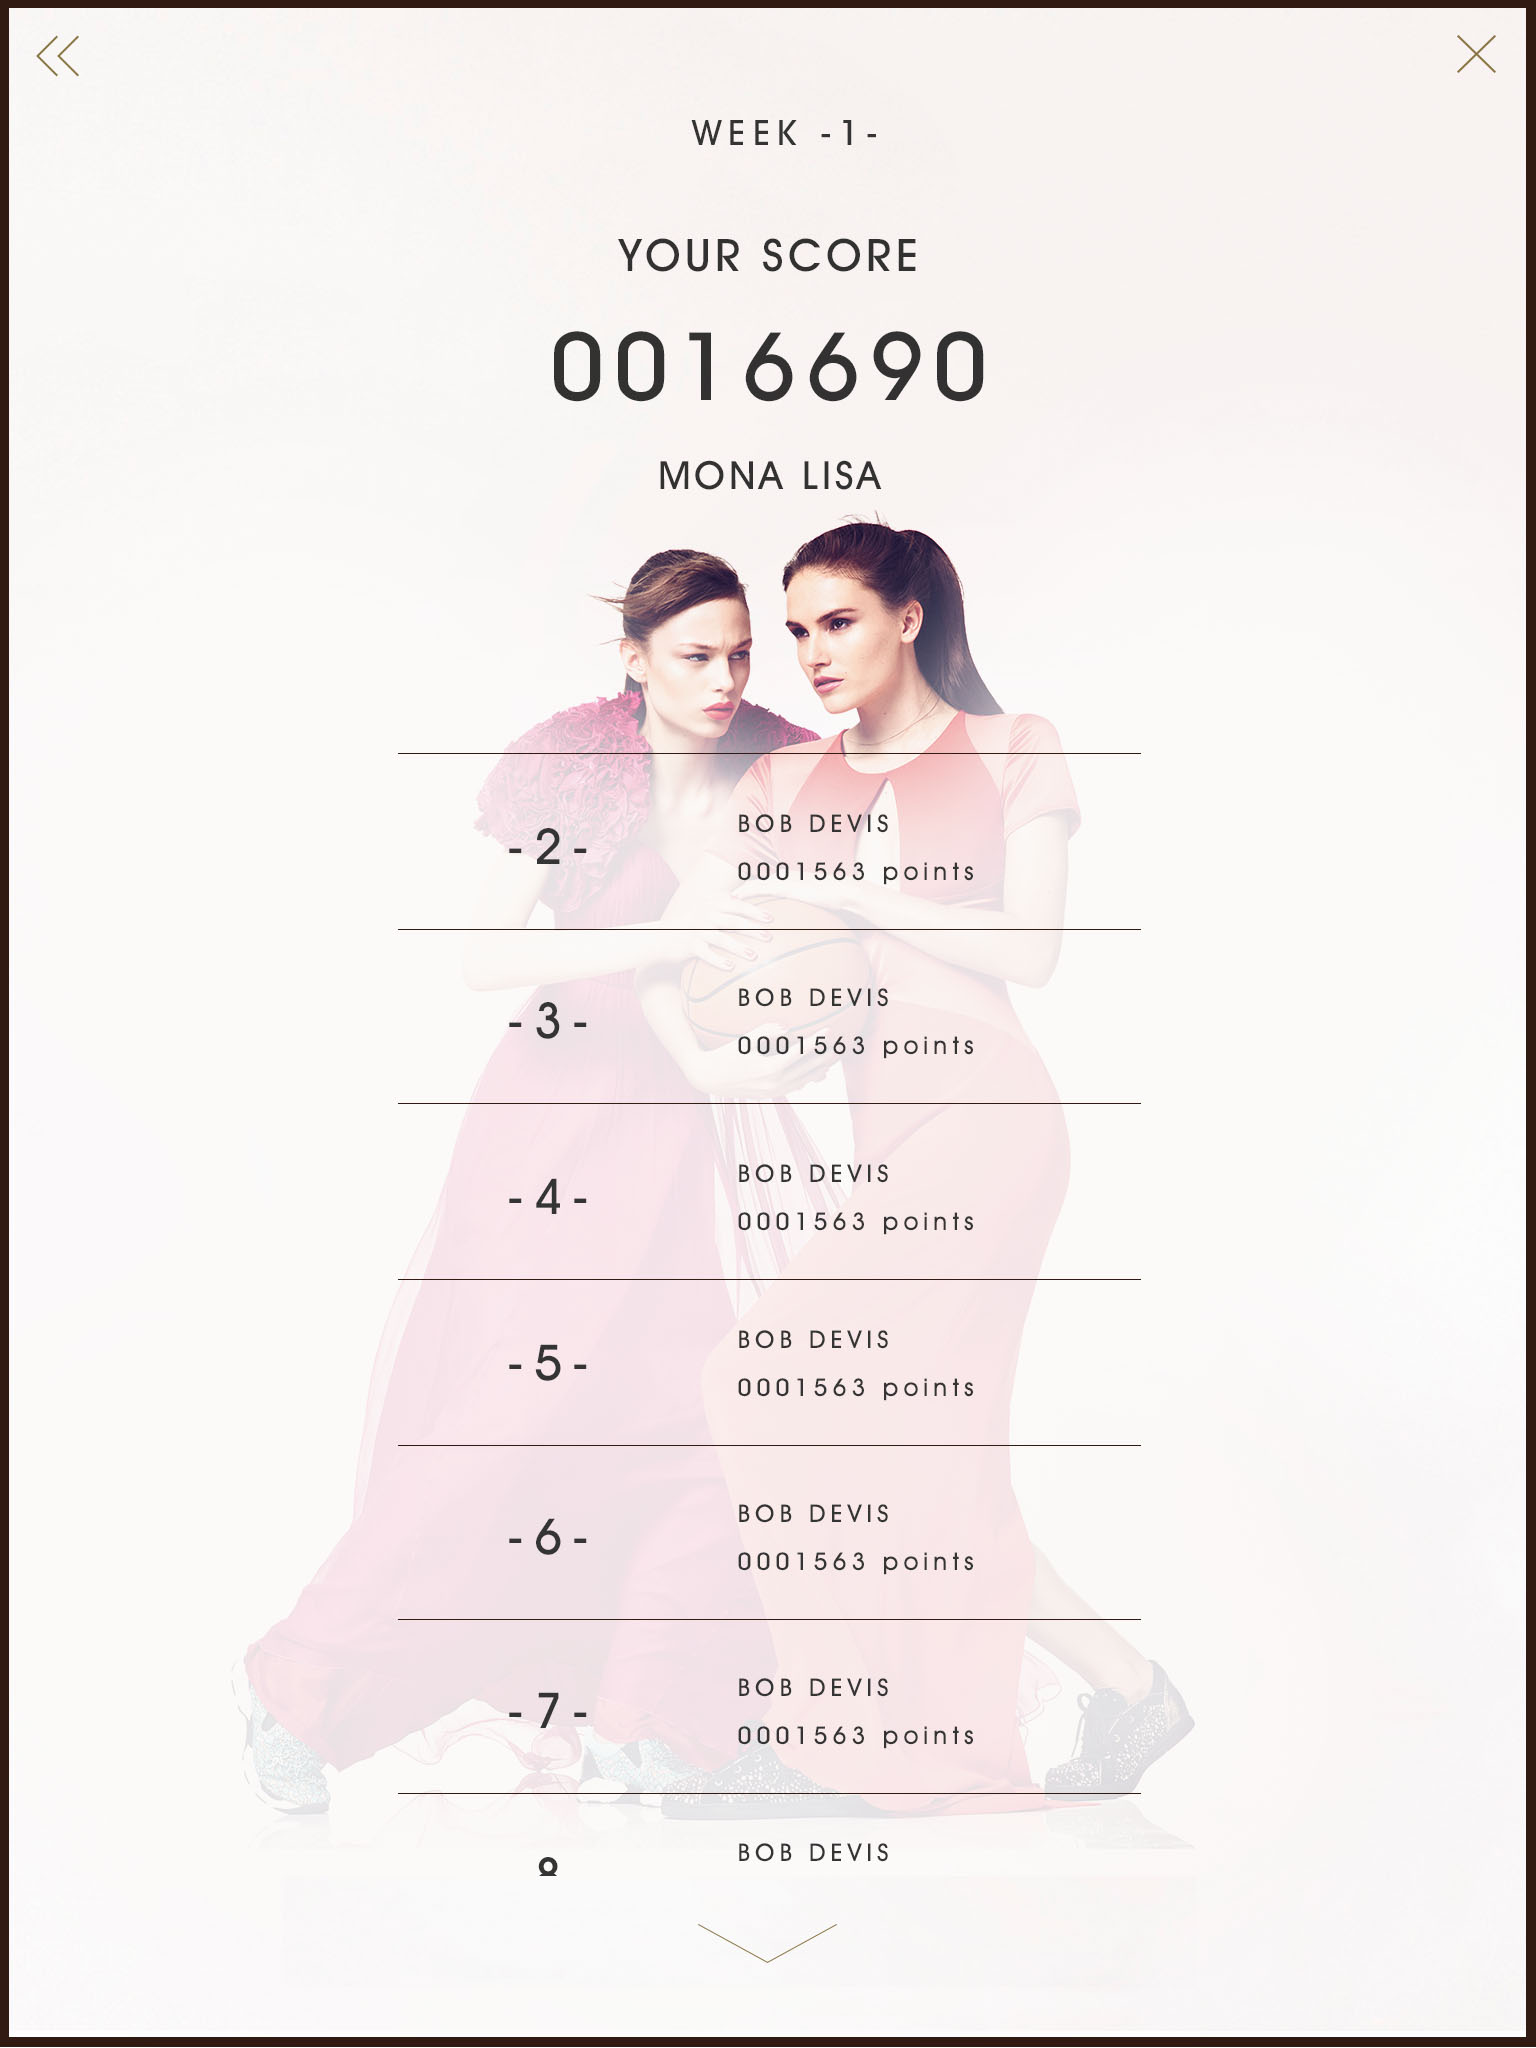 WEEK -1-
YOUR SCORE
0016690
MONA LISA
-2-
BOB DEVIS
0001563 points
-3-
BOB DEVIS
0001563 points
-4-
BOB DEVIS
0001563 points
-5-
BOB DEVIS
0001563 points
-6-
BOB DEVIS
0001563 points
-7-
BOB DEVIS
0001563 points
8
BOB DEVIS